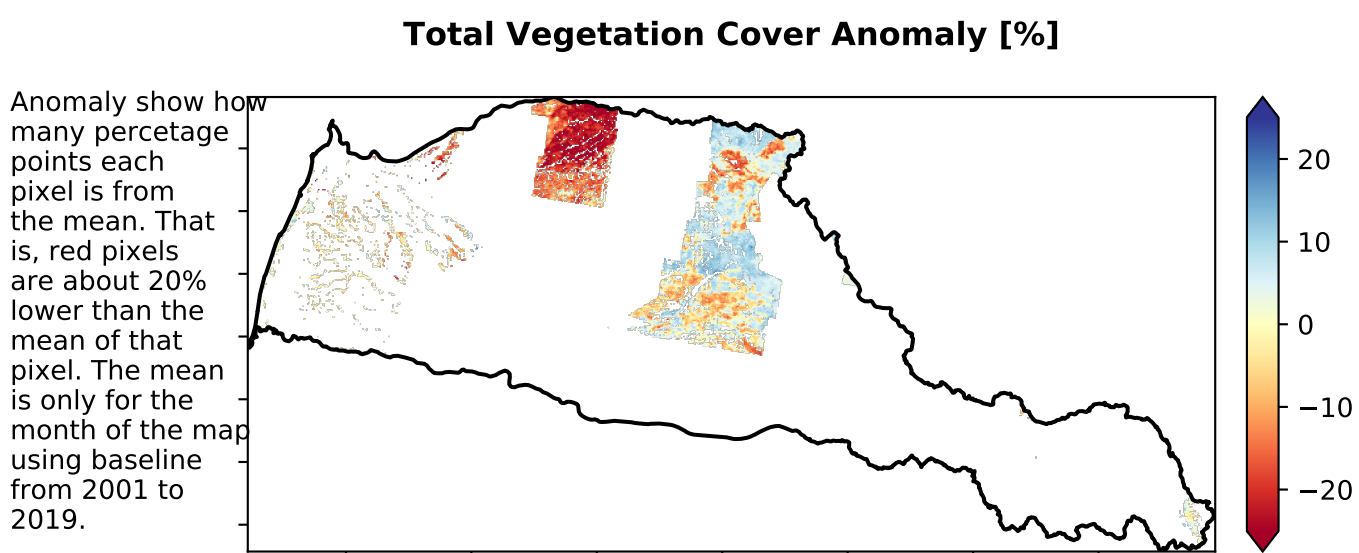 Total Vegetation Cover Anomaly [%]
Anomaly show how
many percetage
points each
pixel is from
the mean. That
is, red pixels
are about 20%
lower than the
mean of that
pixel. The mean
is only for the
month of the map
using baseline
from 2001 to
2019.
20
10
0
−10
−20